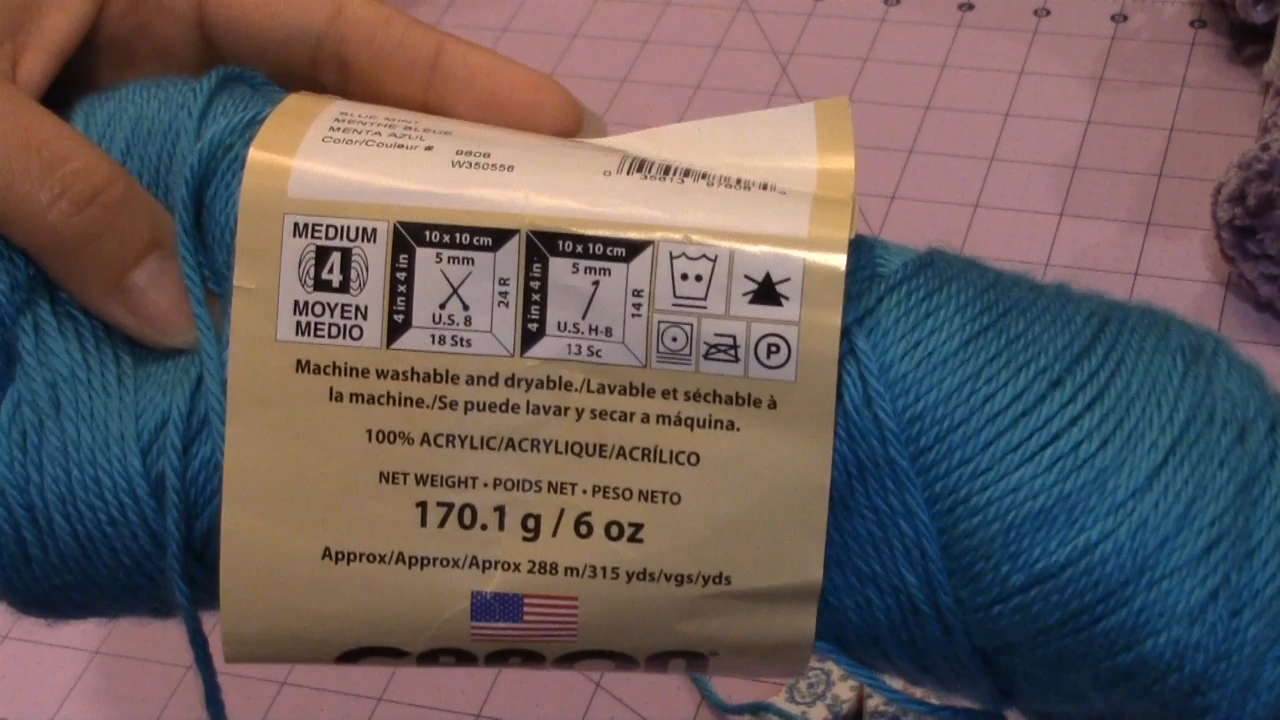 BLUE MINT
MENTHE BLEUE
MENTA AZUL
Color/Couleur # 9608
W350556
0 35613
MEDIUM
4
MOYEN
MEDIO
10 x 10 cm
4 in x 4 in
5 mm
U.S. 8
24 R
18 Sts
10 x 10 cm
4 in x 4 in
5 mm
U.S. H-8
14 R
13 Sc
P
Machine washable and dryable./Lavable et séchable à
la machine./Se puede lavar y secar a máquina.
100% ACRYLIC/ACRYLIQUE/ACRÍLICO
NET WEIGHT • POIDS NET • PESO NETO
170.1 g / 6 oz
Approx/Approx/Aprox 288 m/315 yds/vgs/yds